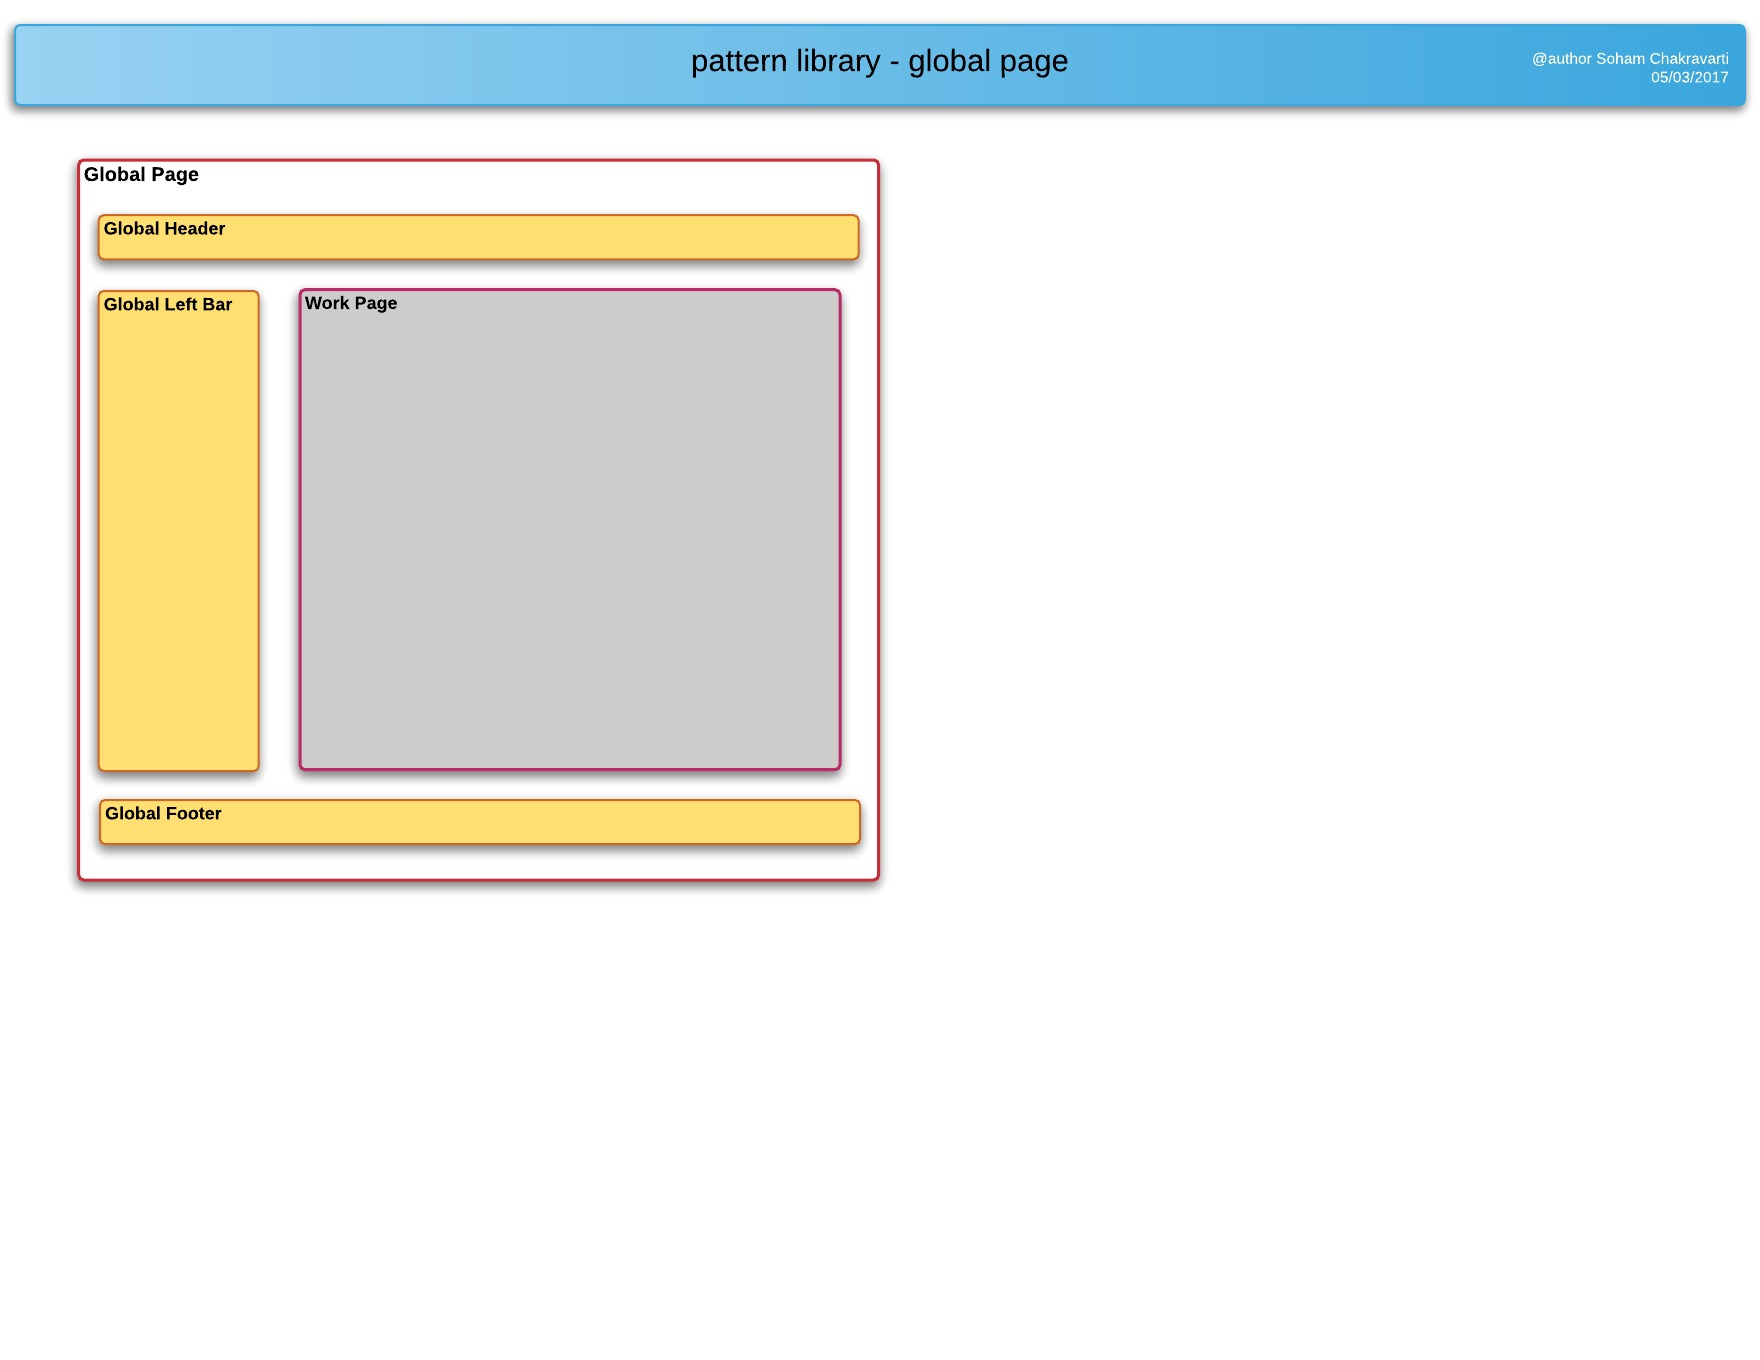 pattern library - global page
@author Soham Chakravarti
05/03/2017
Global Page
Global Header
Global Left Bar
Work Page
Global Footer